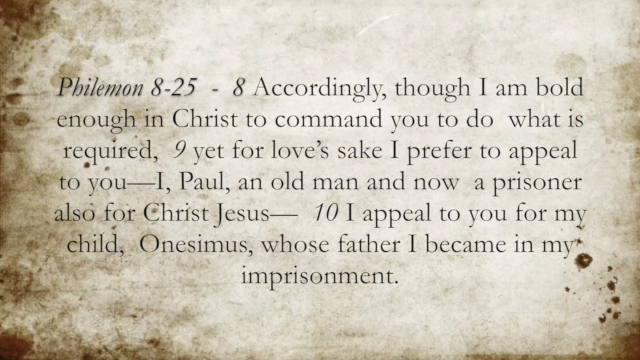 Philemon 8-25 - 8 Accordingly, though I am bold
enough in Christ to command you to do what is
required, 9 yet for love’s sake I prefer to appeal
to you—I, Paul, an old man and now a prisoner
also for Christ Jesus— 10 I appeal to you for my
child, Onesimus, whose father I became in my
imprisonment.